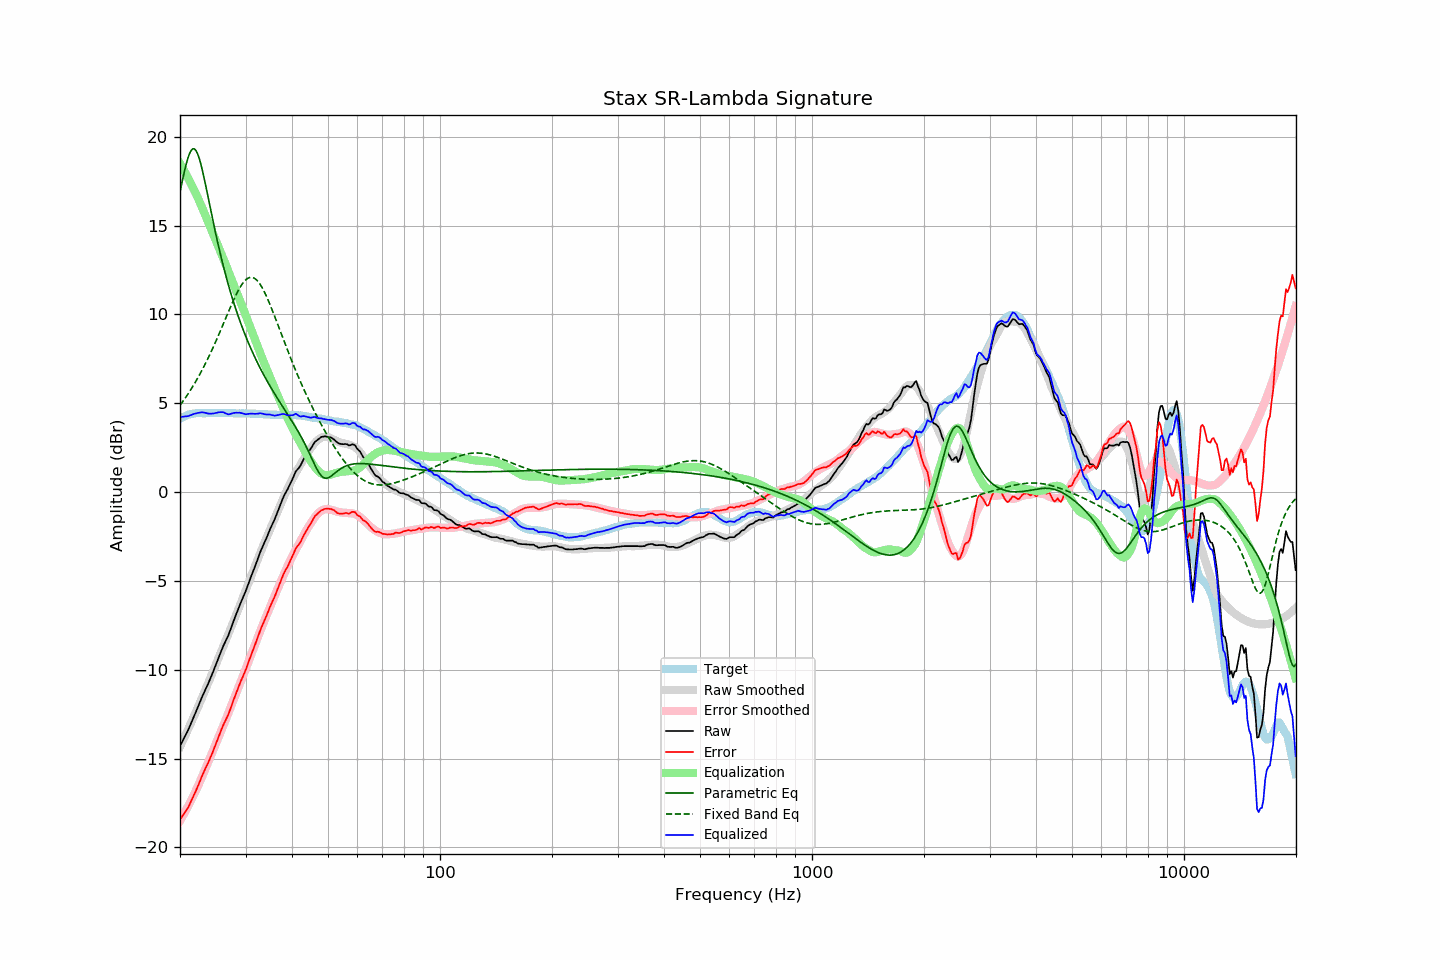 Stax SR-Lambda Signature
Amplitude (dBr)
20
15
10
5
0
−5
−10
−15
−20
Target
Raw Smoothed
Error Smoothed
Raw
Error
Equalization
Parametric Eq
Fixed Band Eq
Equalized
100
1000
10000
Frequency (Hz)